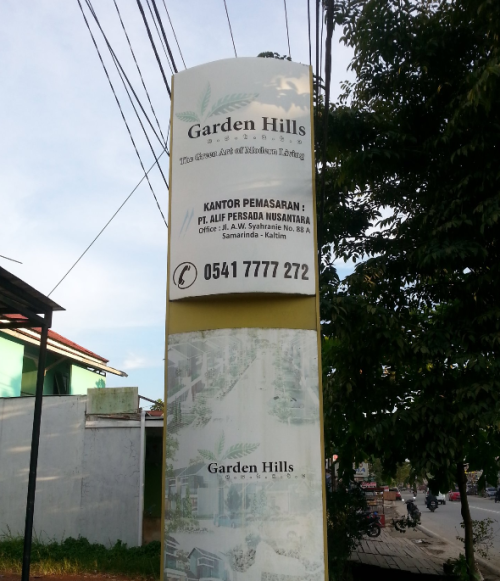 Garden Hills
The Green Art of Modern Living
KANTOR PEMASARAN :
PT. ALIF PERSADA NUSANTARA
Office : Jl. A.W. Syahranie No. 88 A
Samarinda - Kaltim
0541 7777 272
Garden Hills